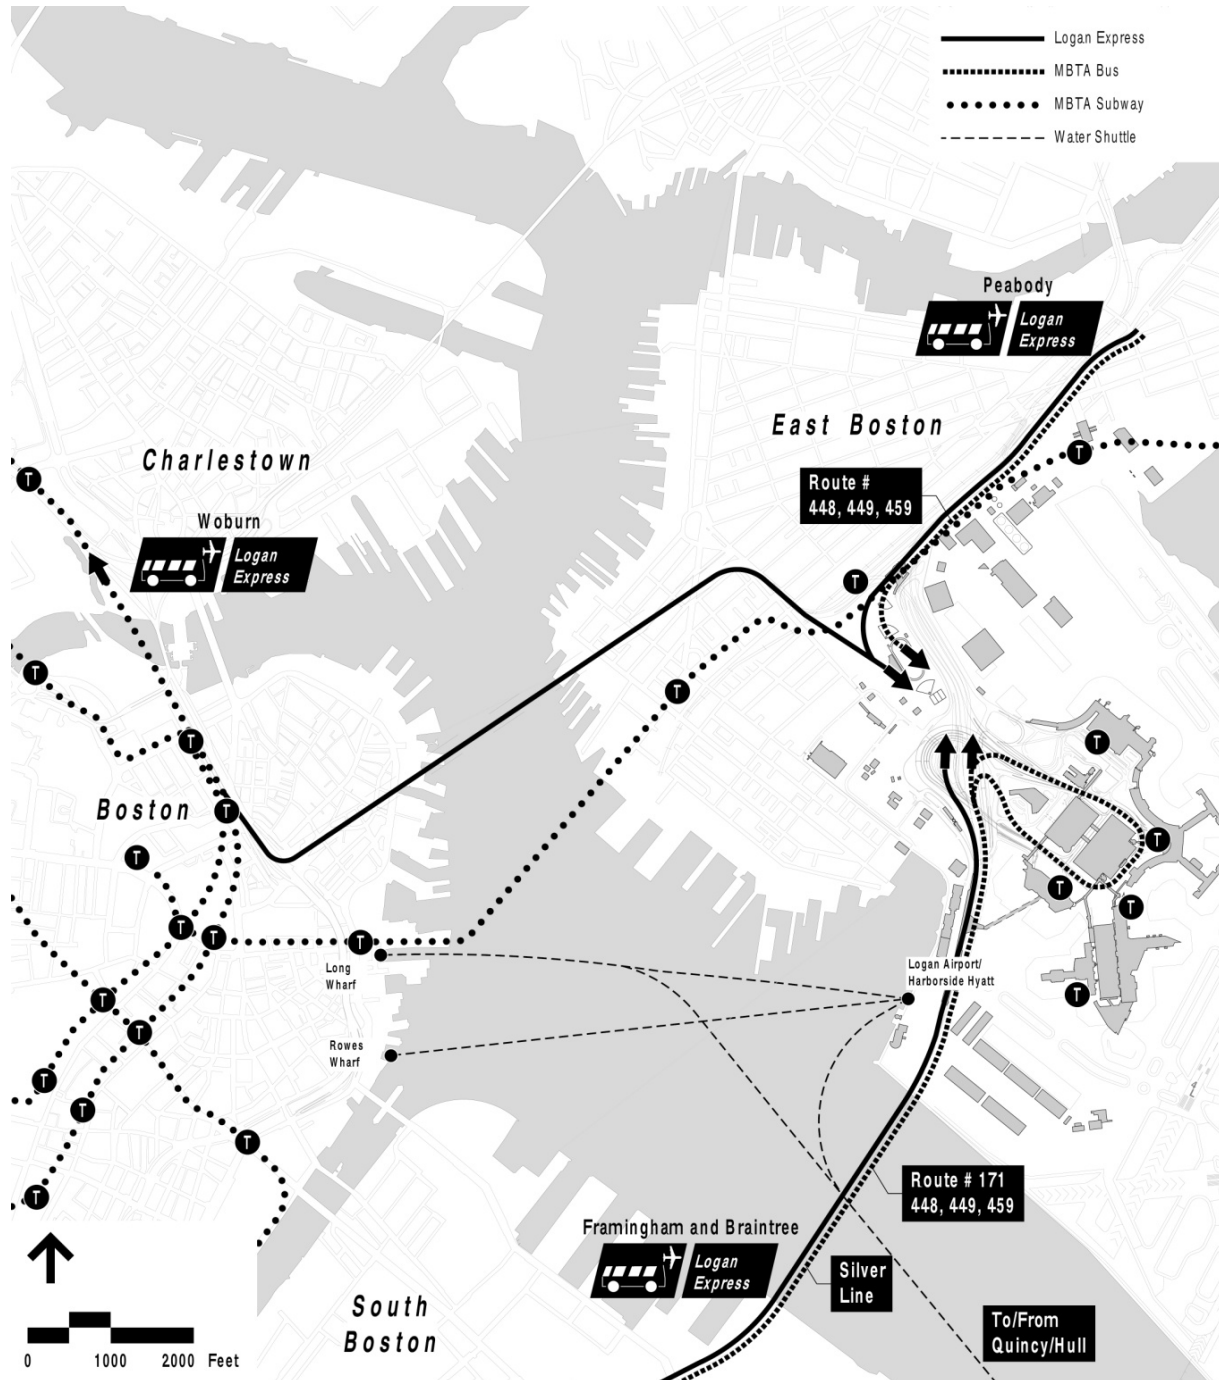 Logan Express
MBTA Bus
MBTA Subway
Water Shuttle
Peabody
Logan
Express
East Boston
Charlestown
Route #
448, 449, 459
Woburn
Logan
Express
T
T
T
T
T
T
Boston
T
T
T
T
T
T
T
T
T
T
T
T
Long
Wharf
Logan Airport/
Harborside Hyatt
T
T
Rowes
Wharf
T
T
T
T
Route # 171
448, 449, 459
Framingham and Braintree
Logan
Express
Silver
Line
South
Boston
To/From
Quincy/Hull
0 1000 2000 Feet